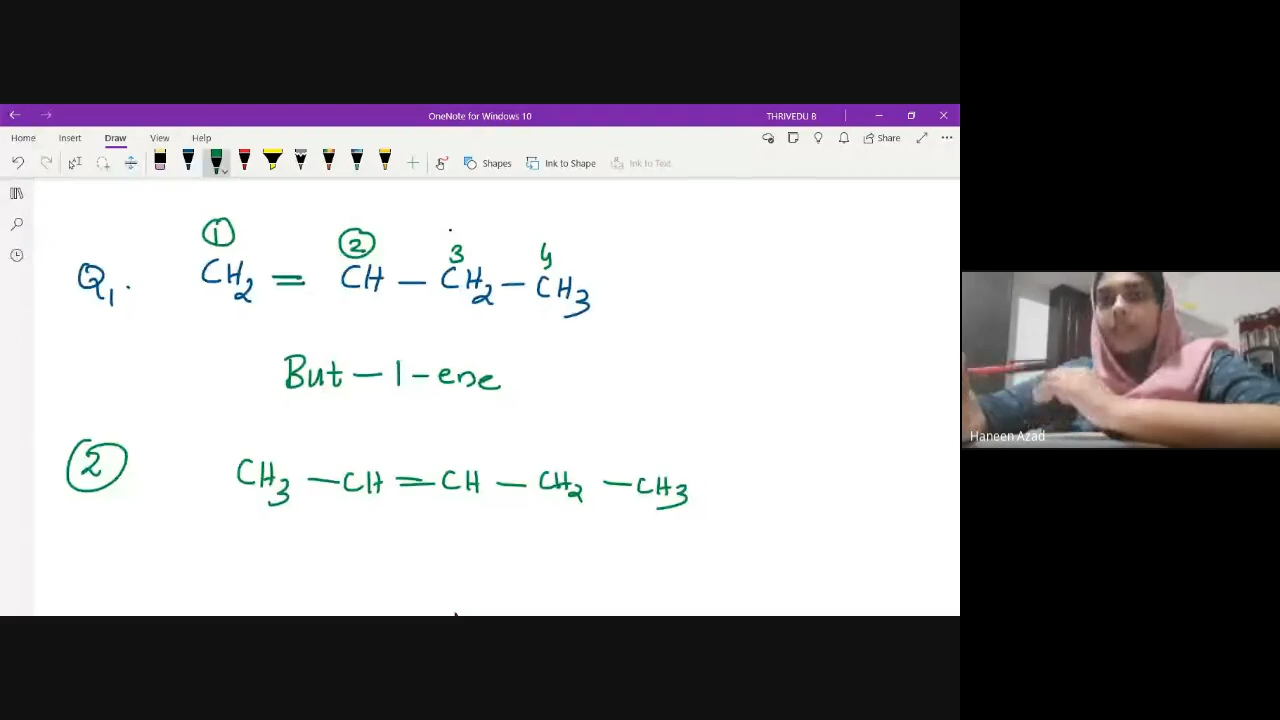 OneNote for Windows 10
THRIVEDU B
Home Insert Draw View Help
Share
Shapes Ink to Shape Ink to Text
① ② 3 4
Q1. CH2 = CH — CH2 — CH3
But — 1 - ene
② CH3 — CH = CH — CH2 — CH3
Haneen Azad